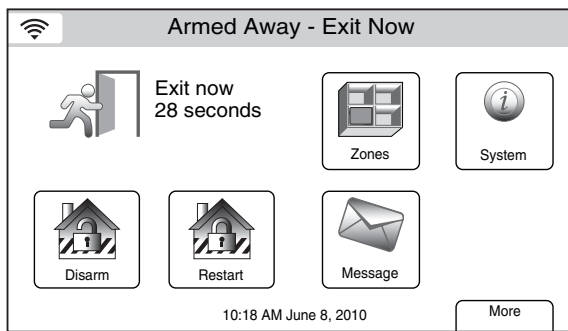 Armed Away - Exit Now
Exit now
28 seconds
Zones
System
Disarm
Restart
Message
10:18 AM June 8, 2010
More